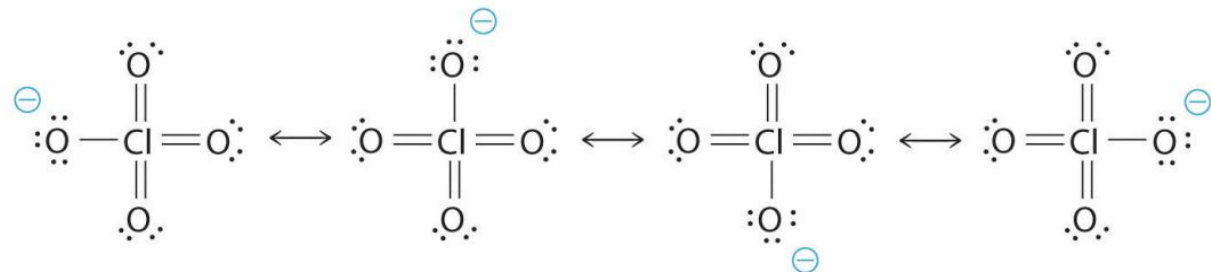 O O ⊖ O O
⊖ O Cl O ↔ O Cl O ↔ O Cl O ↔ O Cl O ⊖
O O O ⊖ O